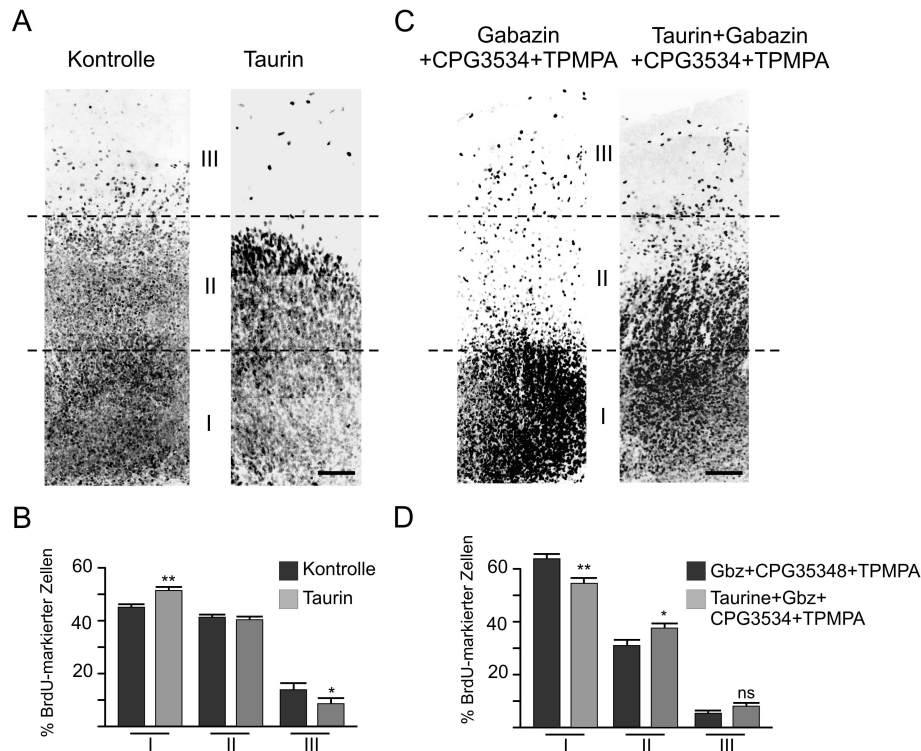 A
Kontrolle
Taurin
III
II
I
C
Gabazin
+CPG3534+TPMPA
Taurin+Gabazin
+CPG3534+TPMPA
III
II
I
B
% BrdU-markierter Zellen
60
40
20
**
*
Kontrolle
Taurin
I
II
III
D
% BrdU-markierter Zellen
60
40
20
**
*
ns
Gbz+CPG35348+TPMPA
Taurine+Gbz+
CPG3534+TPMPA
I
II
III